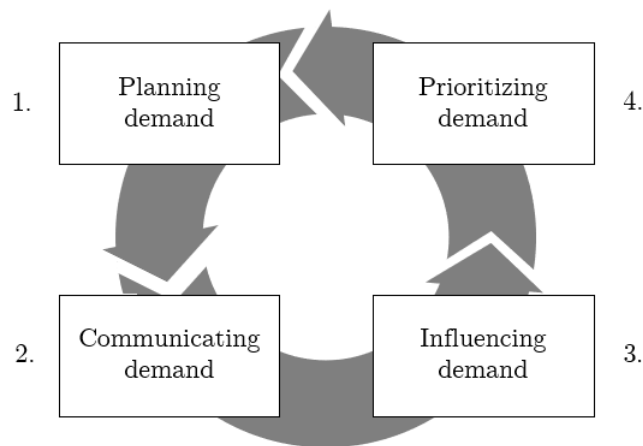 1.
Planning
demand
Prioritizing
demand
4.
2.
Communicating
demand
Influencing
demand
3.